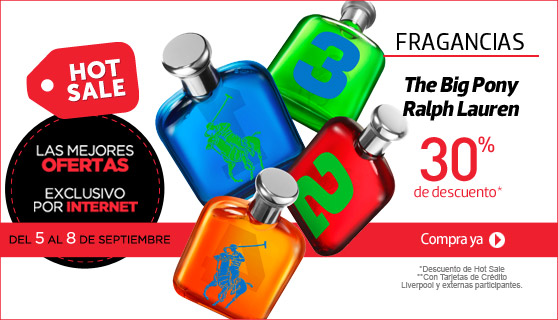 HOT
SALE
LAS MEJORES
OFERTAS
EXCLUSIVO
POR INTERNET
DEL 5 AL 8 DE SEPTIEMBRE
3
2
FRAGANCIAS
The Big Pony
Ralph Lauren
30%
de descuento*
Compra ya
*Descuento de Hot Sale
**Con Tarjetas de Crédito
Liverpool y externas participantes.